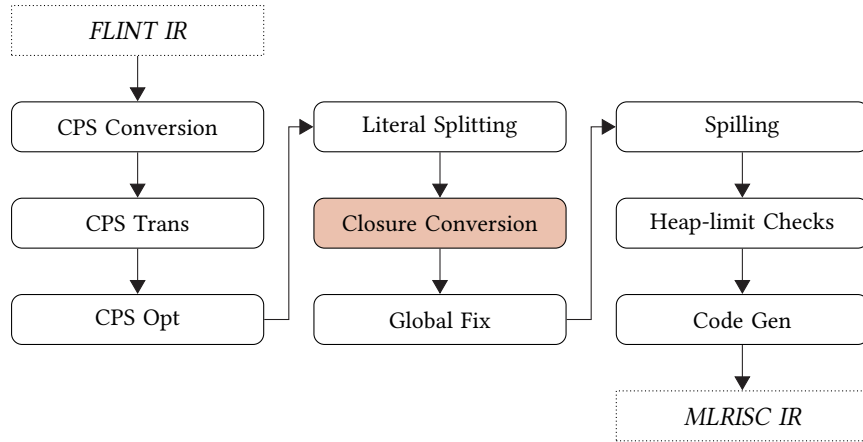 FLINT IR
CPS Conversion
CPS Trans
CPS Opt
Literal Splitting
Closure Conversion
Global Fix
Spilling
Heap-limit Checks
Code Gen
MLRISC IR